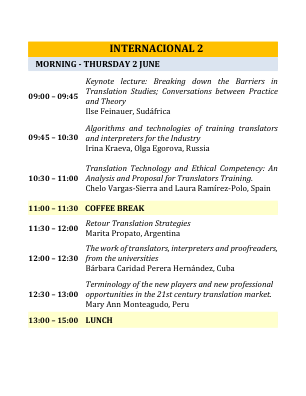 INTERNACIONAL 2
MORNING - THURSDAY 2 JUNE
Keynote lecture: Breaking down the Barriers in
09:00 – 09:45 Translation Studies; Conversations between Practice
and Theory
Ilse Feinauer, Sudáfrica
Algorithms and technologies of training translators
09:45 – 10:30 and interpreters for the Industry
Irina Kraeva, Olga Egorova, Russia
Translation Technology and Ethical Competency: An
10:30 – 11:00 Analysis and Proposal for Translators Training.
Chelo Vargas-Sierra and Laura Ramírez-Polo, Spain
11:00 – 11:30 COFFEE BREAK
11:30 – 12:00 Retour Translation Strategies
Marita Propato, Argentina
The work of translators, interpreters and proofreaders,
12:00 – 12:30 from the universities
Bárbara Caridad Perera Hernández, Cuba
Terminology of the new players and new professional
12:30 – 13:00 opportunities in the 21st century translation market.
Mary Ann Monteagudo, Peru
13:00 – 15:00 LUNCH